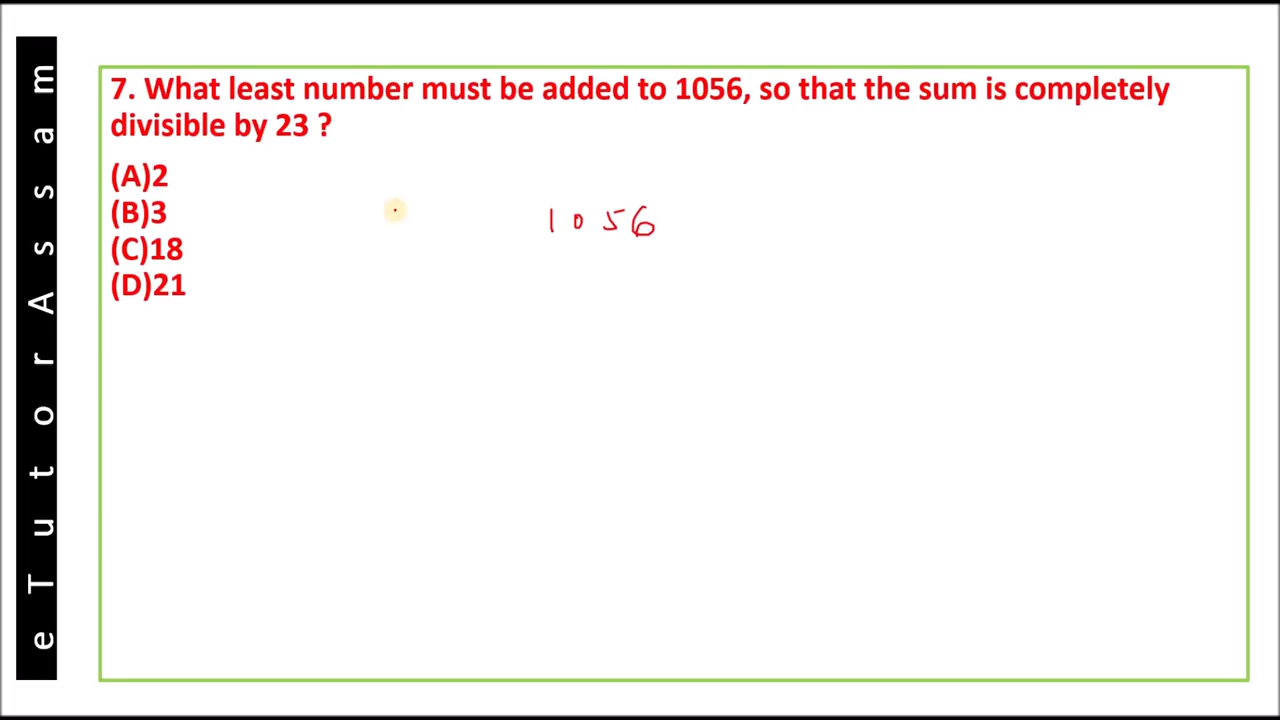 7. What least number must be added to 1056, so that the sum is completely
divisible by 23 ?
(A)2
(B)3
(C)18
(D)21
1056
eTutorAssam